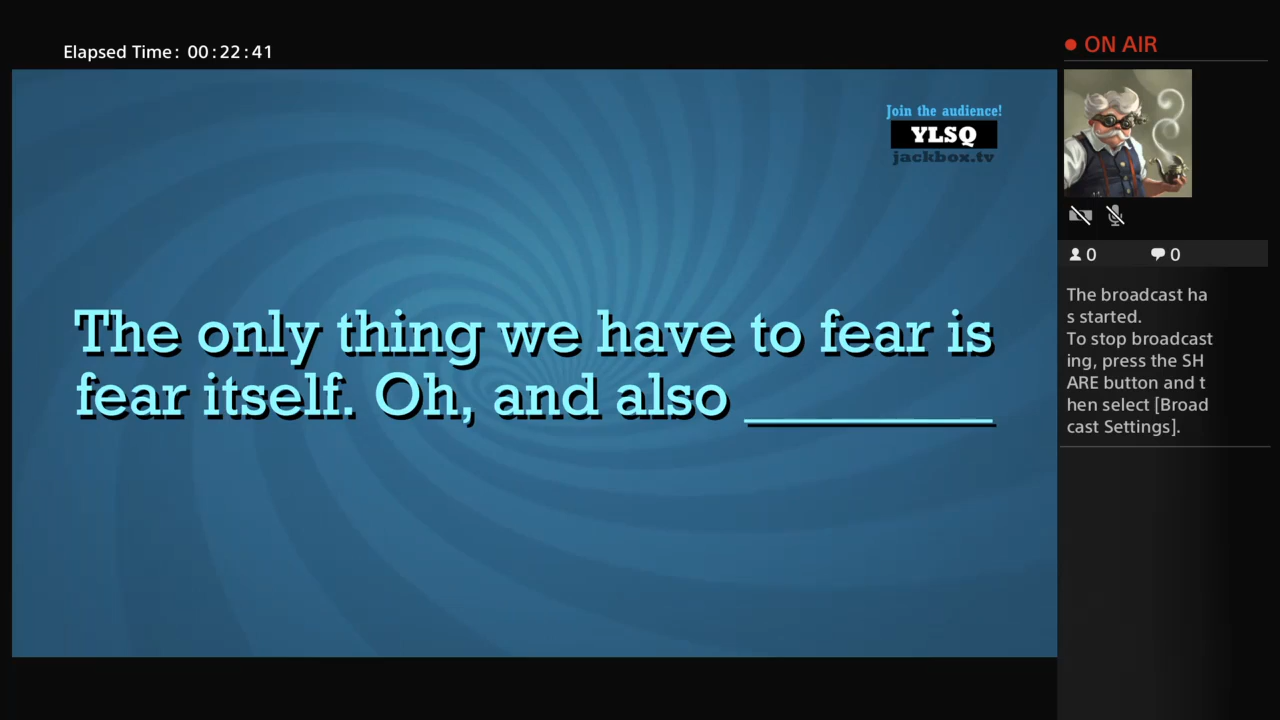 Elapsed Time: 00:22:41
ON AIR
Join the audience!
YLSQ
jackbox.tv
The only thing we have to fear is
fear itself. Oh, and also __________
0 0
The broadcast ha
s started.
To stop broadcast
ing, press the SH
ARE button and t
hen select [Broad
cast Settings].